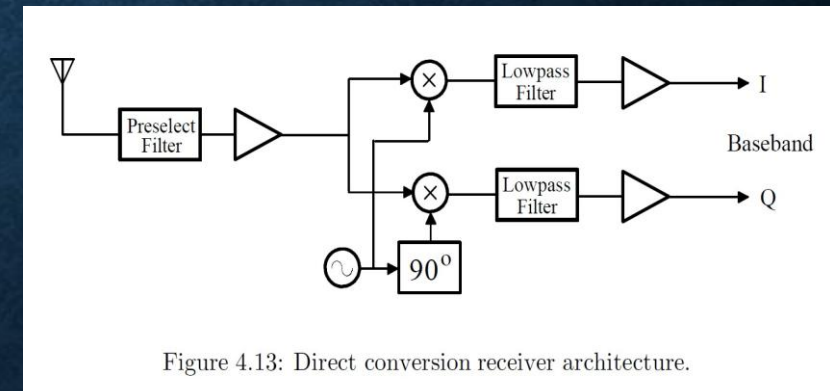 Preselect
Filter
Lowpass
Filter
I
Baseband
Lowpass
Filter
Q
90°
Figure 4.13: Direct conversion receiver architecture.